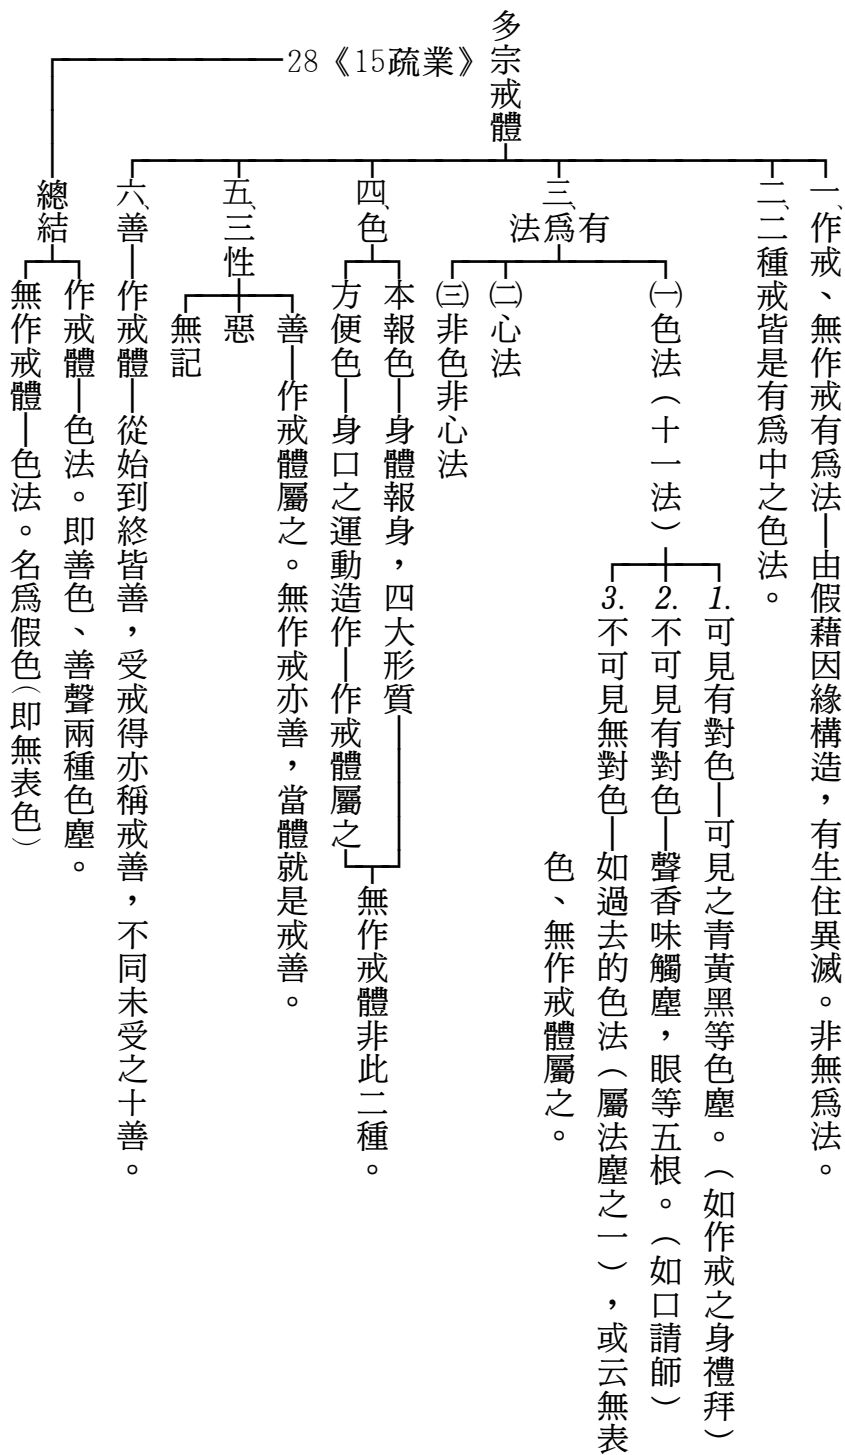 多宗戒體
28《15疏業》
一、作戒、無作戒有爲法—由假藉因緣構造，有生住異滅。非無爲法。
二、二種戒皆是有爲中之色法。
三、法爲有
㈠色法（十一法）
1.可見有對色—可見之青黃黑等色塵。（如作戒之身禮拜）
2.不可見有對色—聲香味觸塵，眼等五根。（如口請師）
3.不可見無對色—如過去的色法（屬法塵之一），或云無表
色、無作戒體屬之。
㈡心法
㈢非色非心法
四、色
本報色—身體報身，四大形質
方便色—身口之運動造作—作戒體屬之
無作戒體非此二種。
五、三性
善—作戒體屬之。無作戒亦善，當體就是戒善。
惡
無記
六、善—作戒體—從始到終皆善，受戒得亦稱戒善，不同未受之十善。
總結
作戒體—色法。即善色、善聲兩種色塵。
無作戒體—色法。名爲假色（即無表色）